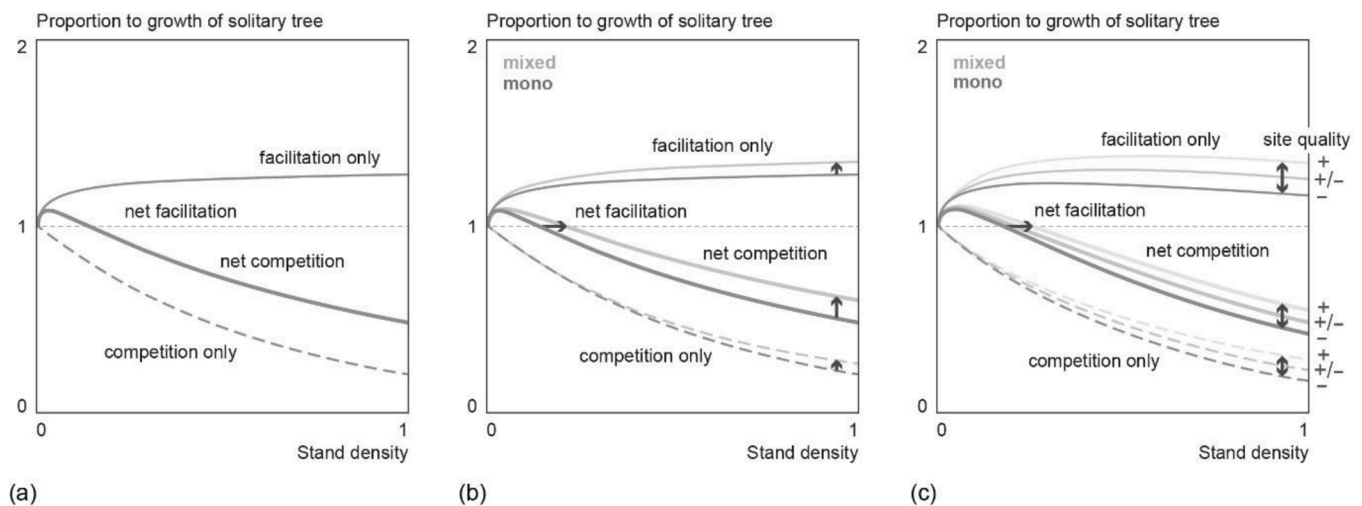 Proportion to growth of solitary tree
2
facilitation only
net facilitation
1
net competition
competition only
0
0
1
Stand density
(a)
Proportion to growth of solitary tree
2
mixed
mono
facilitation only
net facilitation
1
net competition
competition only
0
0
1
Stand density
(b)
Proportion to growth of solitary tree
2
mixed
mono
facilitation only
site quality
+
+/−
−
net facilitation
1
net competition
+
+/−
−
competition only
+
+/−
−
0
0
1
Stand density
(c)